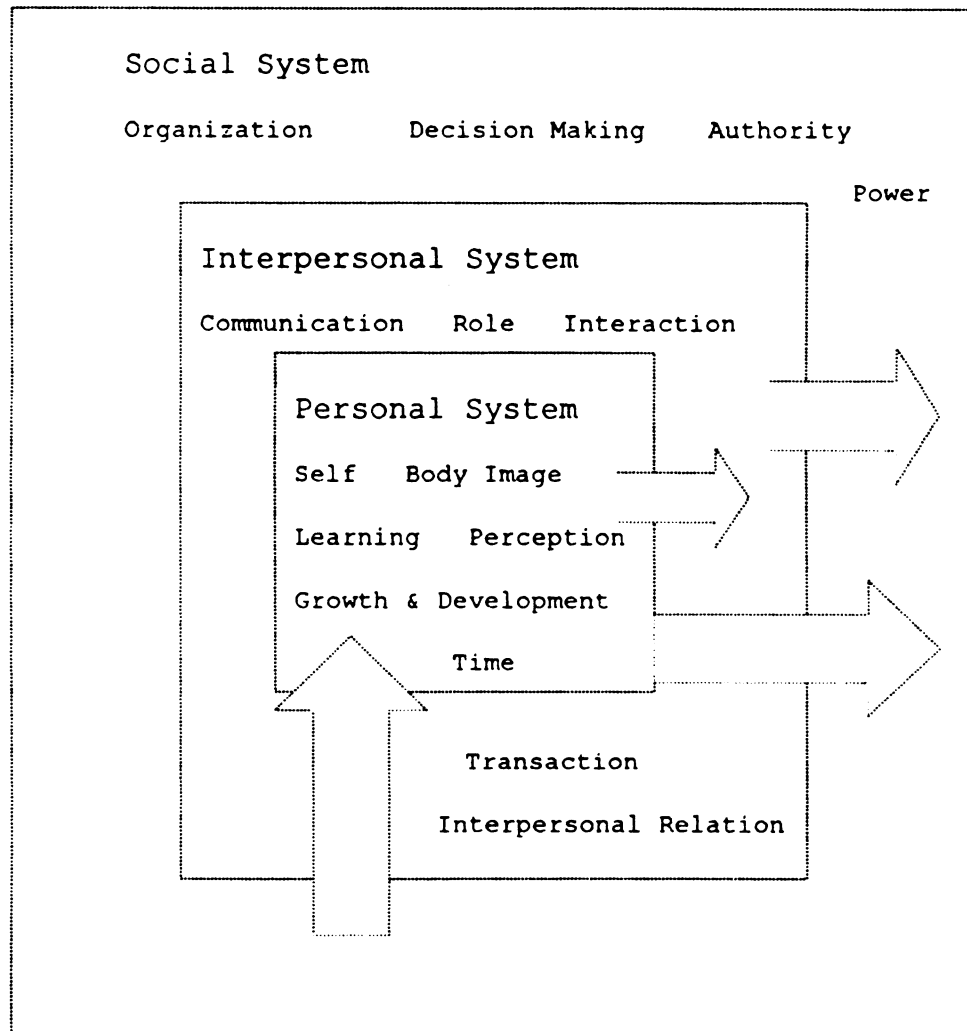 Social System
Organization Decision Making Authority
Power
Interpersonal System
Communication Role Interaction
Personal System
Self Body Image
Learning Perception
Growth & Development
Time
Transaction
Interpersonal Relation